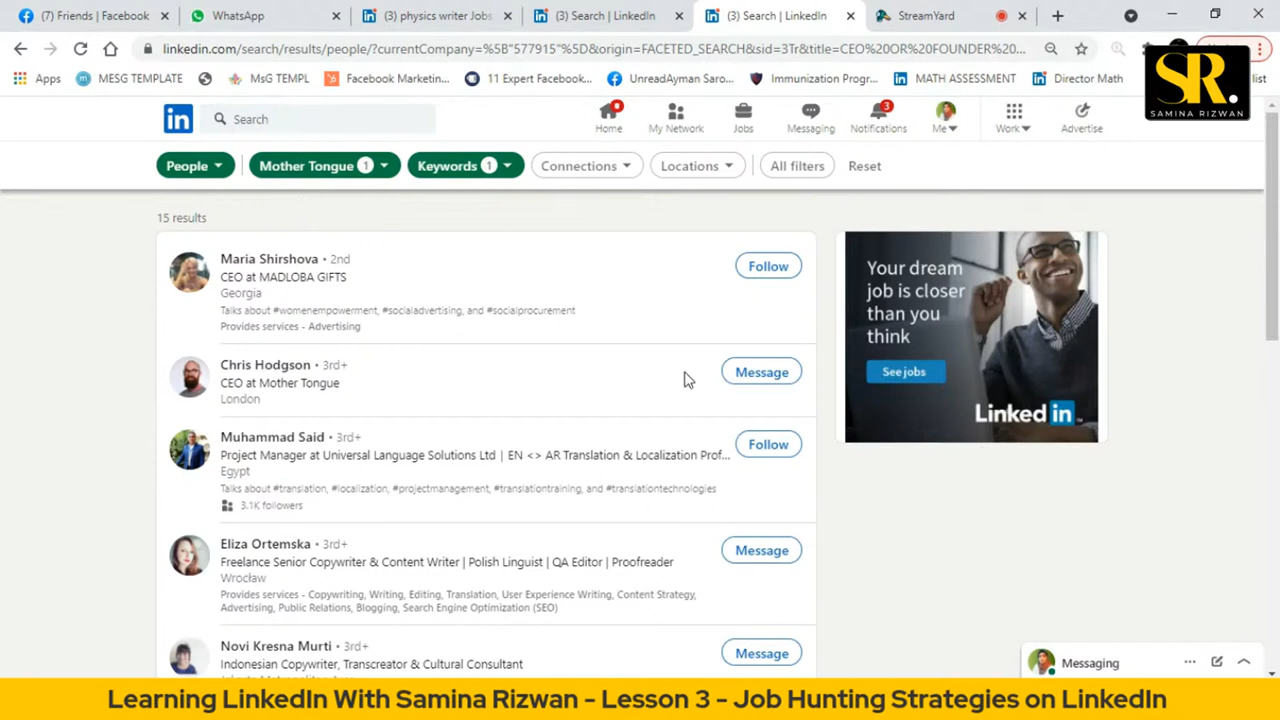 (7) Friends | Facebook
WhatsApp
(3) physics writer Jobs
(3) Search | LinkedIn
(3) Search | LinkedIn
StreamYard
linkedin.com/search/results/people/?currentCompany=%5B"577915"%5D&origin=FACETED_SEARCH&sid=3Tr&title=CEO%20OR%20FOUNDER%20...
Apps
MESG TEMPLATE
MsG TEMPL
Facebook Marketin...
11 Expert Facebook...
UnreadAyman Saro...
Immunization Progr...
MATH ASSESSMENT
Director Math
list
SR.
SAMINA RIZWAN
in
Search
Home
My Network
Jobs
Messaging
3
Notifications
Me
Work
Advertise
People
Mother Tongue 1
Keywords 1
Connections
Locations
All filters
Reset
15 results
Maria Shirshova • 2nd
CEO at MADLOBA GIFTS
Georgia
Talks about #womenempowerment, #socialadvertising, and #socialprocurement
Provides services - Advertising
Follow
Chris Hodgson • 3rd+
CEO at Mother Tongue
London
Message
Muhammad Said • 3rd+
Project Manager at Universal Language Solutions Ltd | EN <> AR Translation & Localization Prof...
Egypt
Talks about #translation, #localization, #projectmanagement, #translationtraining, and #translationtechnologies
3.1K followers
Follow
Eliza Ortemska • 3rd+
Freelance Senior Copywriter & Content Writer | Polish Linguist | QA Editor | Proofreader
Wrocław
Provides services - Copywriting, Writing, Editing, Translation, User Experience Writing, Content Strategy,
Advertising, Public Relations, Blogging, Search Engine Optimization (SEO)
Message
Novi Kresna Murti • 3rd+
Indonesian Copywriter, Transcreator & Cultural Consultant
Message
Your dream
job is closer
than you
think
See jobs
Linked in
Messaging
Learning LinkedIn With Samina Rizwan - Lesson 3 - Job Hunting Strategies on LinkedIn